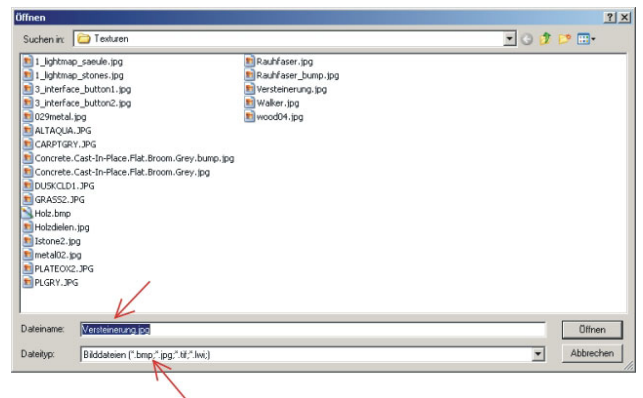 Öffnen
Suchen in: Texturen
1_lightmap_saeule.jpg
1_lightmap_stones.jpg
3_interface_button1.jpg
3_interface_button2.jpg
029metal.jpg
ALTAQUA.JPG
CARPTGRY.JPG
Concrete.Cast-In-Place.Flat.Broom.Grey.bump.jpg
Concrete.Cast-In-Place.Flat.Broom.Grey.jpg
DUSKCLD1.JPG
GRASS2.JPG
Holz.bmp
Holzdielen.jpg
Istone2.jpg
metal02.jpg
PLATEOX2.JPG
PLGRY.JPG
Rauhfaser.jpg
Rauhfaser_bump.jpg
Versteinerung.jpg
Walker.jpg
wood04.jpg
Dateiname: Versteinerung.jpg Öffnen
Dateityp: Bilddateien (*.bmp;*.jpg;*.tif;*.lwi;) Abbrechen